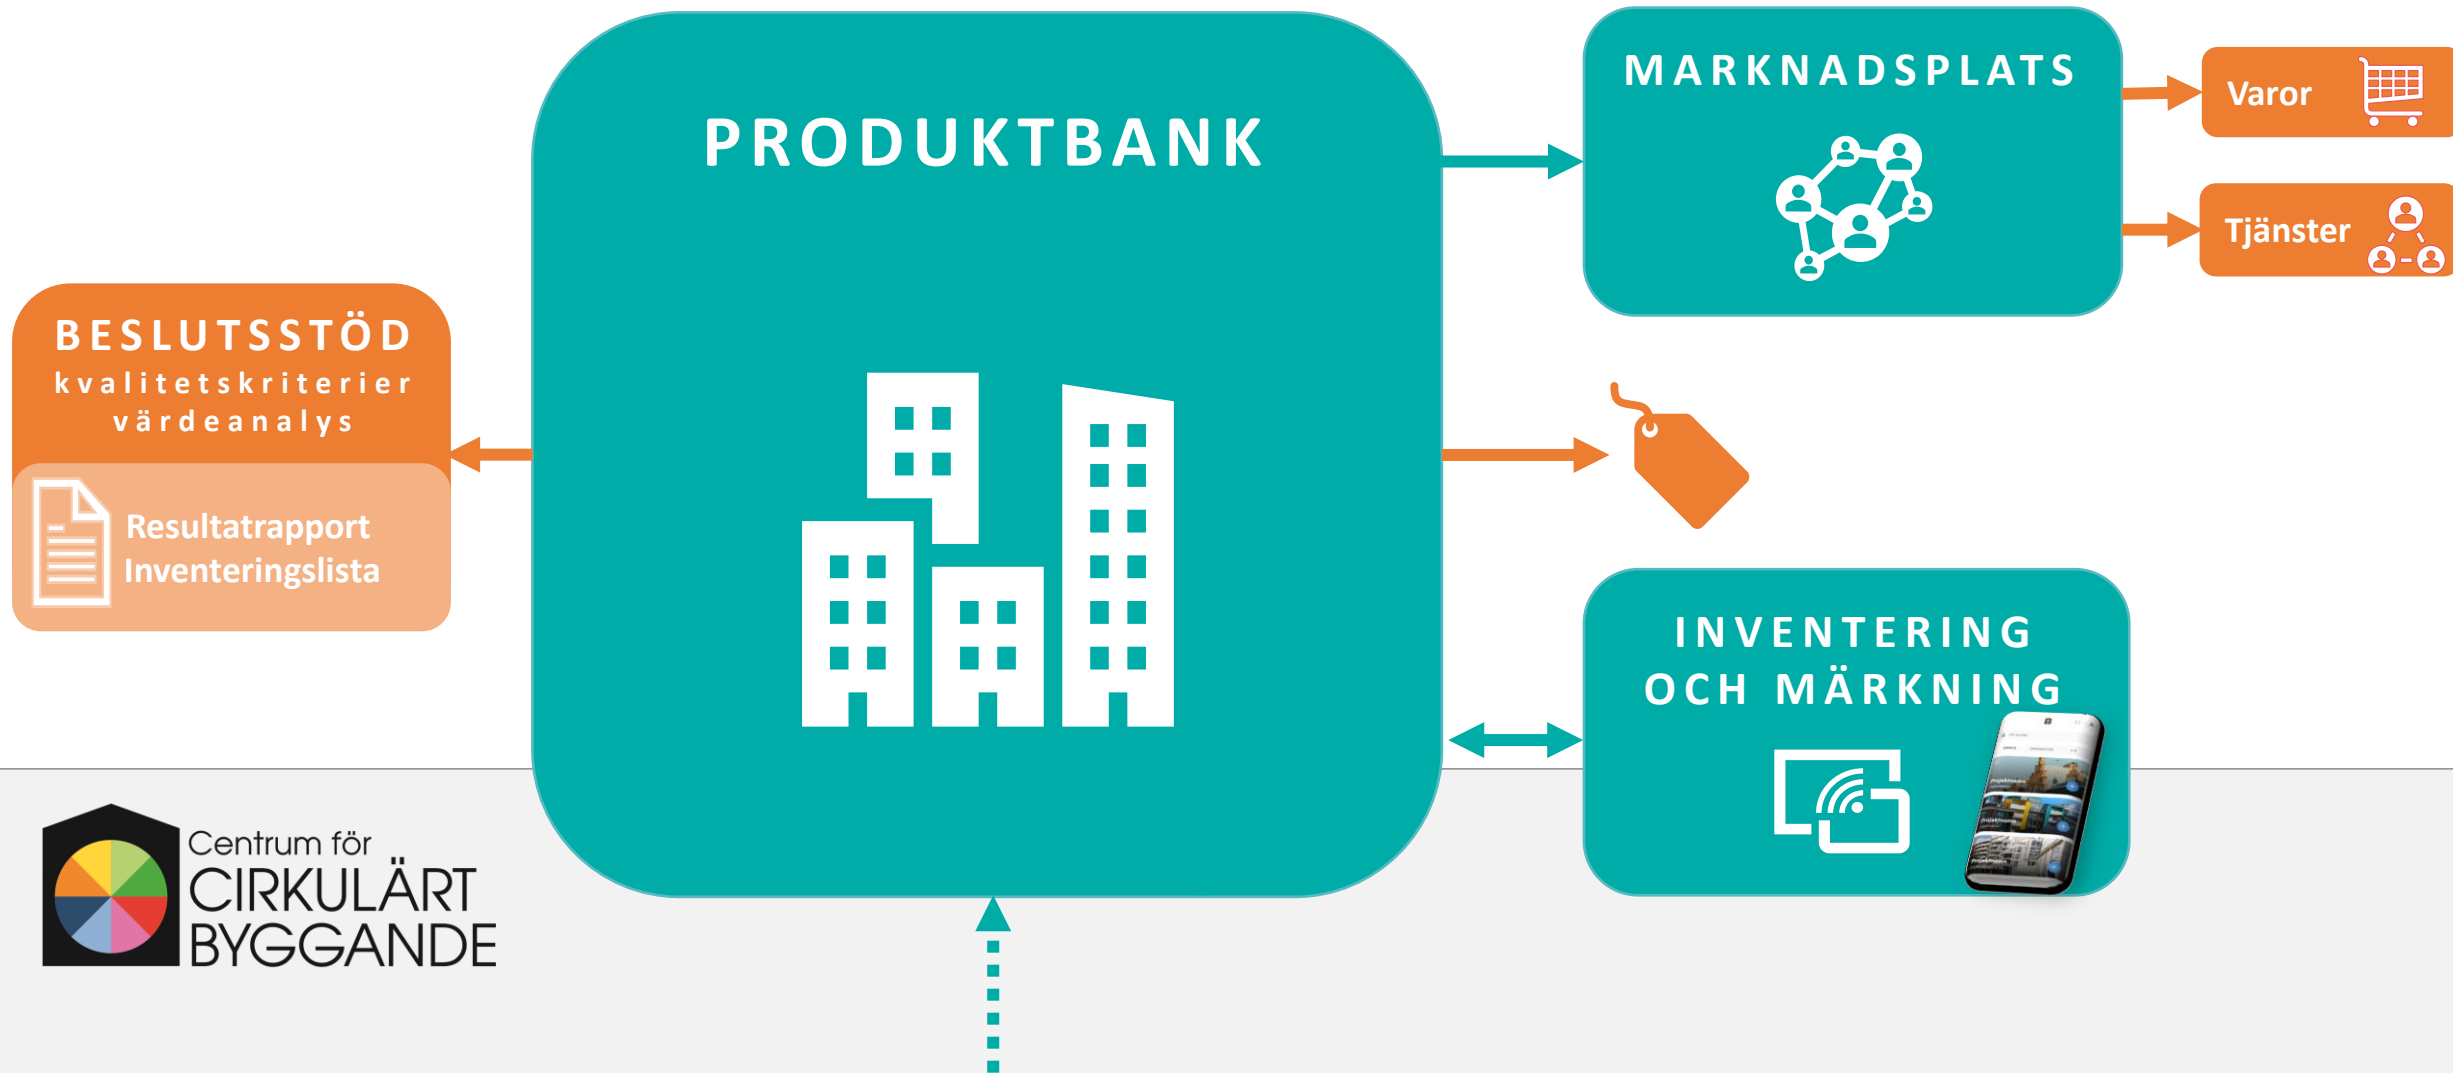 PRODUKTBANK
MARKNADSPLATS
Varor
Tjänster
BESLUTSSTÖD
kvalitetskriterier
värdeanalys
Resultatrapport
Inventeringslista
INVENTERING
OCH MÄRKNING
Centrum för
CIRKULÄRT
BYGGANDE